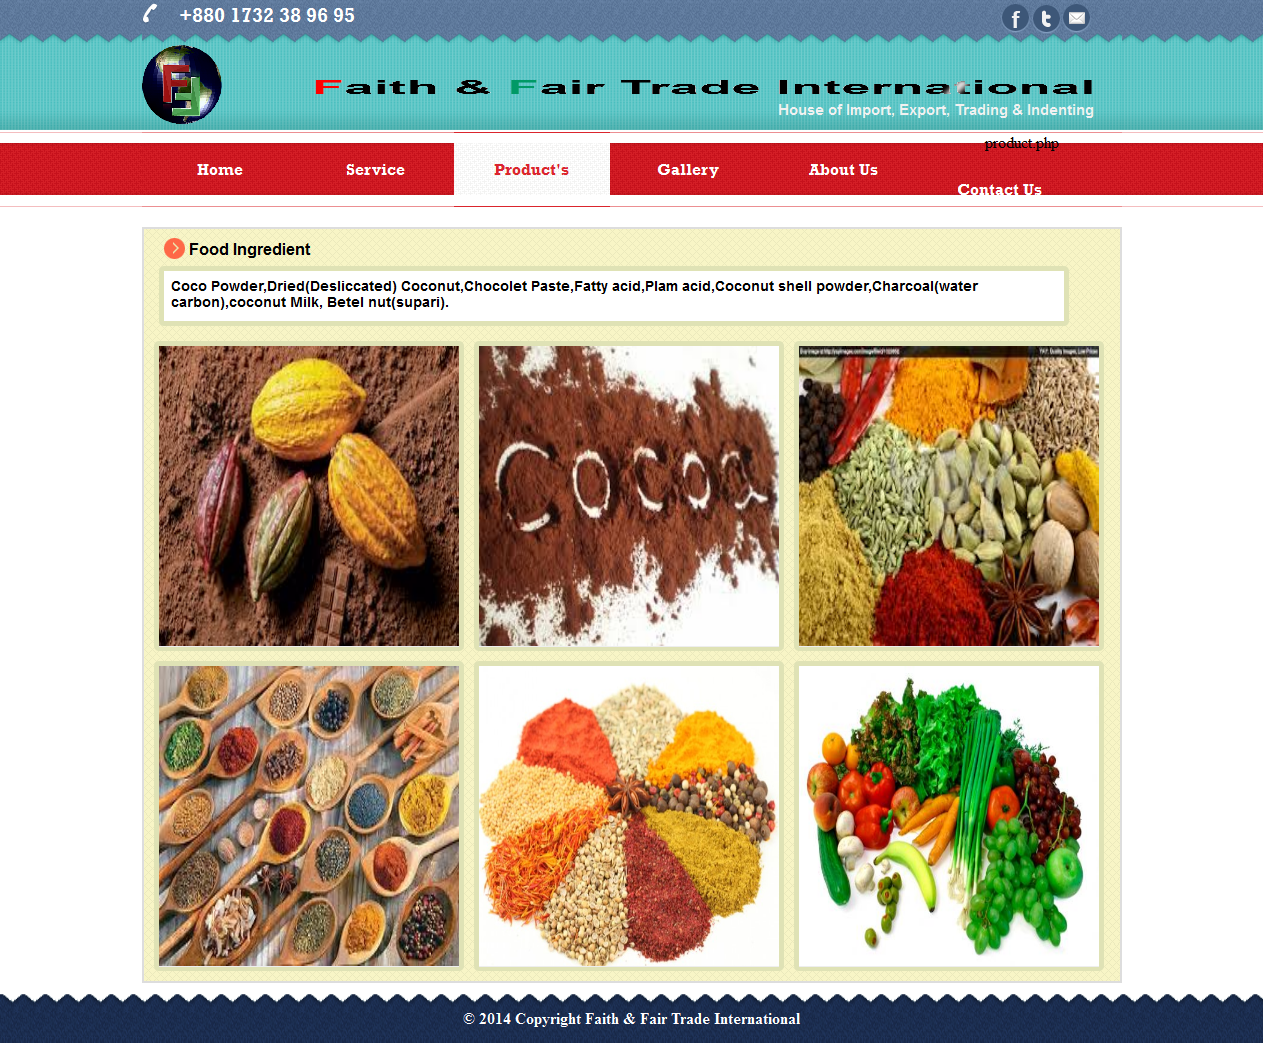 +880 1732 38 96 95
Faith & Fair Trade International
House of Import, Export, Trading & Indenting
product.php
Home Service Product's Gallery About Us Contact Us
Food Ingredient
Coco Powder,Dried(Desliccated) Coconut,Chocolet Paste,Fatty acid,Plam acid,Coconut shell powder,Charcoal(water
carbon),coconut Milk, Betel nut(supari).
COCOA
© 2014 Copyright Faith & Fair Trade International